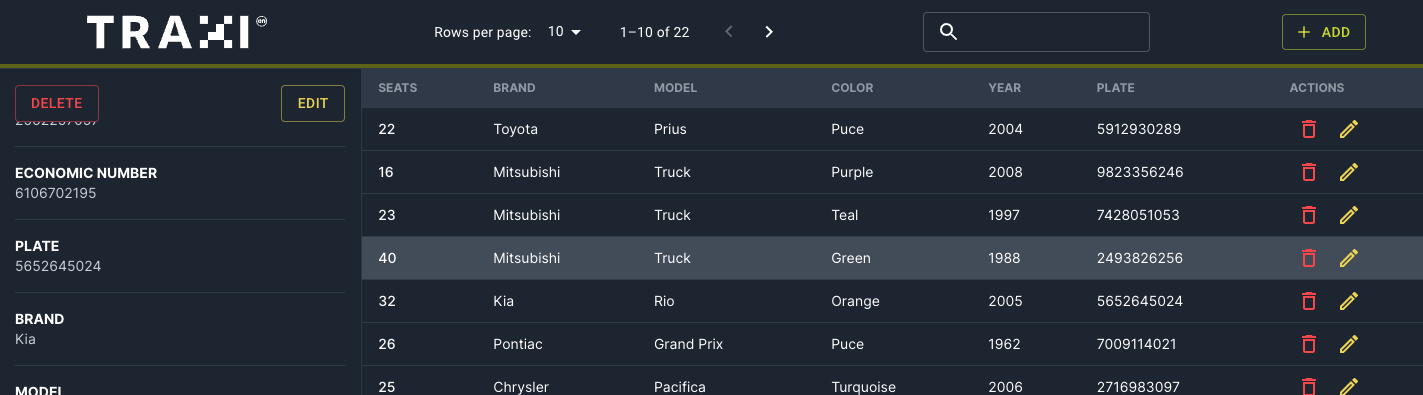 TRAXI en
Rows per page: 10 1–10 of 22
ADD
DELETE
EDIT
ECONOMIC NUMBER
6106702195
PLATE
5652645024
BRAND
Kia
MODEL
SEATS BRAND MODEL COLOR YEAR PLATE ACTIONS
22 Toyota Prius Puce 2004 5912930289
16 Mitsubishi Truck Purple 2008 9823356246
23 Mitsubishi Truck Teal 1997 7428051053
40 Mitsubishi Truck Green 1988 2493826256
32 Kia Rio Orange 2005 5652645024
26 Pontiac Grand Prix Puce 1962 7009114021
25 Chrysler Pacifica Turquoise 2006 2716983097